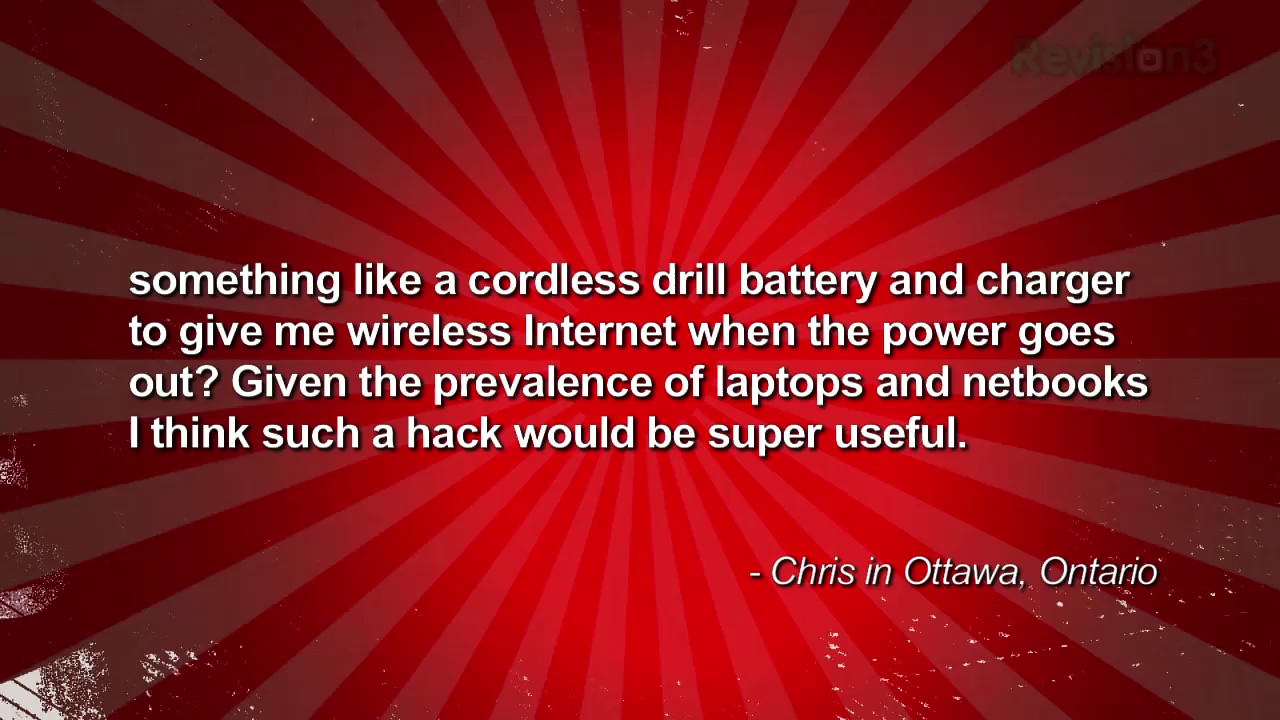 Revision3
something like a cordless drill battery and charger
to give me wireless Internet when the power goes
out? Given the prevalence of laptops and netbooks
I think such a hack would be super useful.
- Chris in Ottawa, Ontario